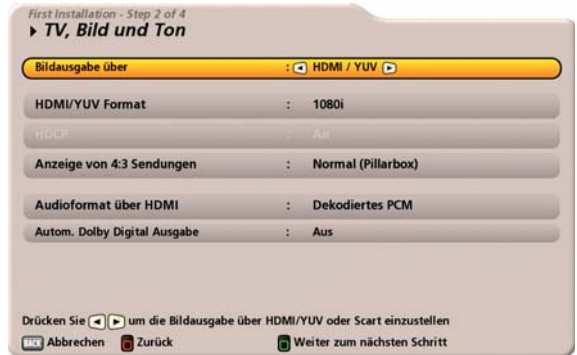 First Installation - Step 2 of 4
TV, Bild und Ton
Bildausgabe über : HDMI / YUV
HDMI/YUV Format : 1080i
HDCP : An
Anzeige von 4:3 Sendungen : Normal (Pillarbox)
Audioformat über HDMI : Dekodiertes PCM
Autom. Dolby Digital Ausgabe : Aus
Drücken Sie um die Bildausgabe über HDMI/YUV oder Scart einzustellen
BACK Abbrechen Zurück Weiter zum nächsten Schritt